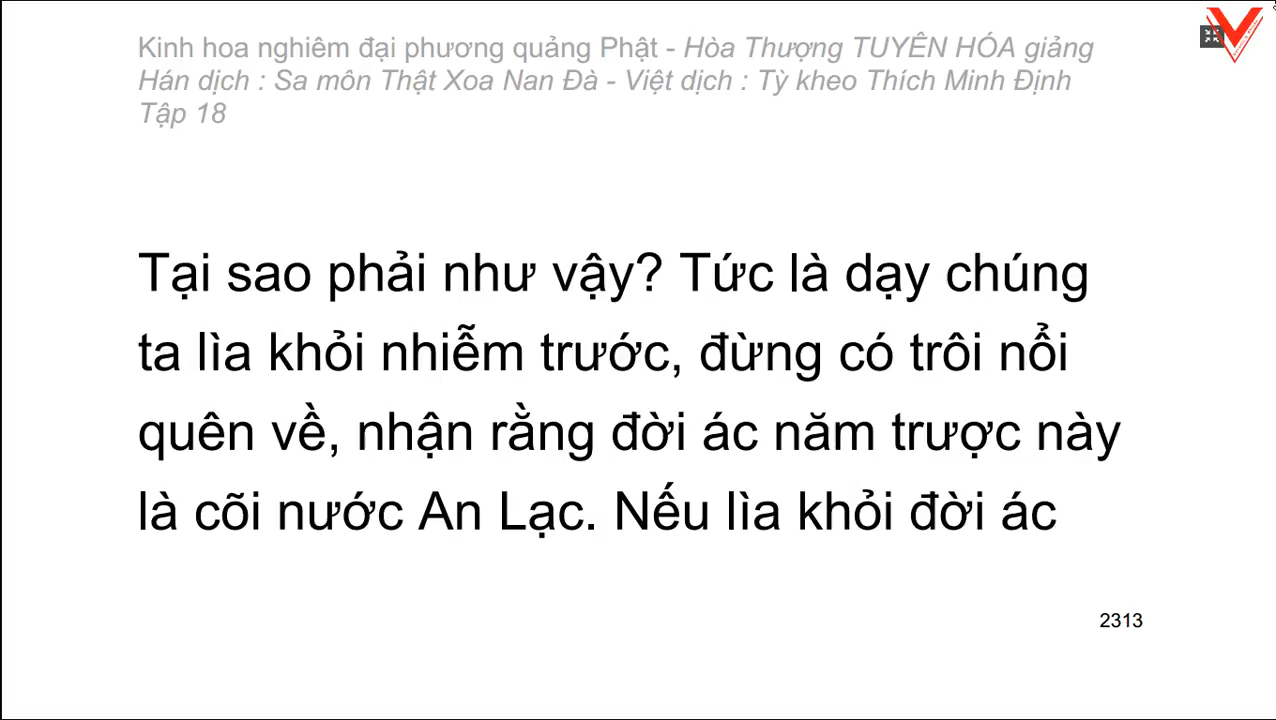 Kinh hoa nghiêm đại phương quảng Phật - Hòa Thượng TUYÊN HÓA giảng
Hán dịch : Sa môn Thật Xoa Nan Đà - Việt dịch : Tỳ kheo Thích Minh Định
Tập 18
Tại sao phải như vậy? Tức là dạy chúng
ta lìa khỏi nhiễm trước, đừng có trôi nổi
quên về, nhận rằng đời ác năm trược này
là cõi nước An Lạc. Nếu lìa khỏi đời ác
2313